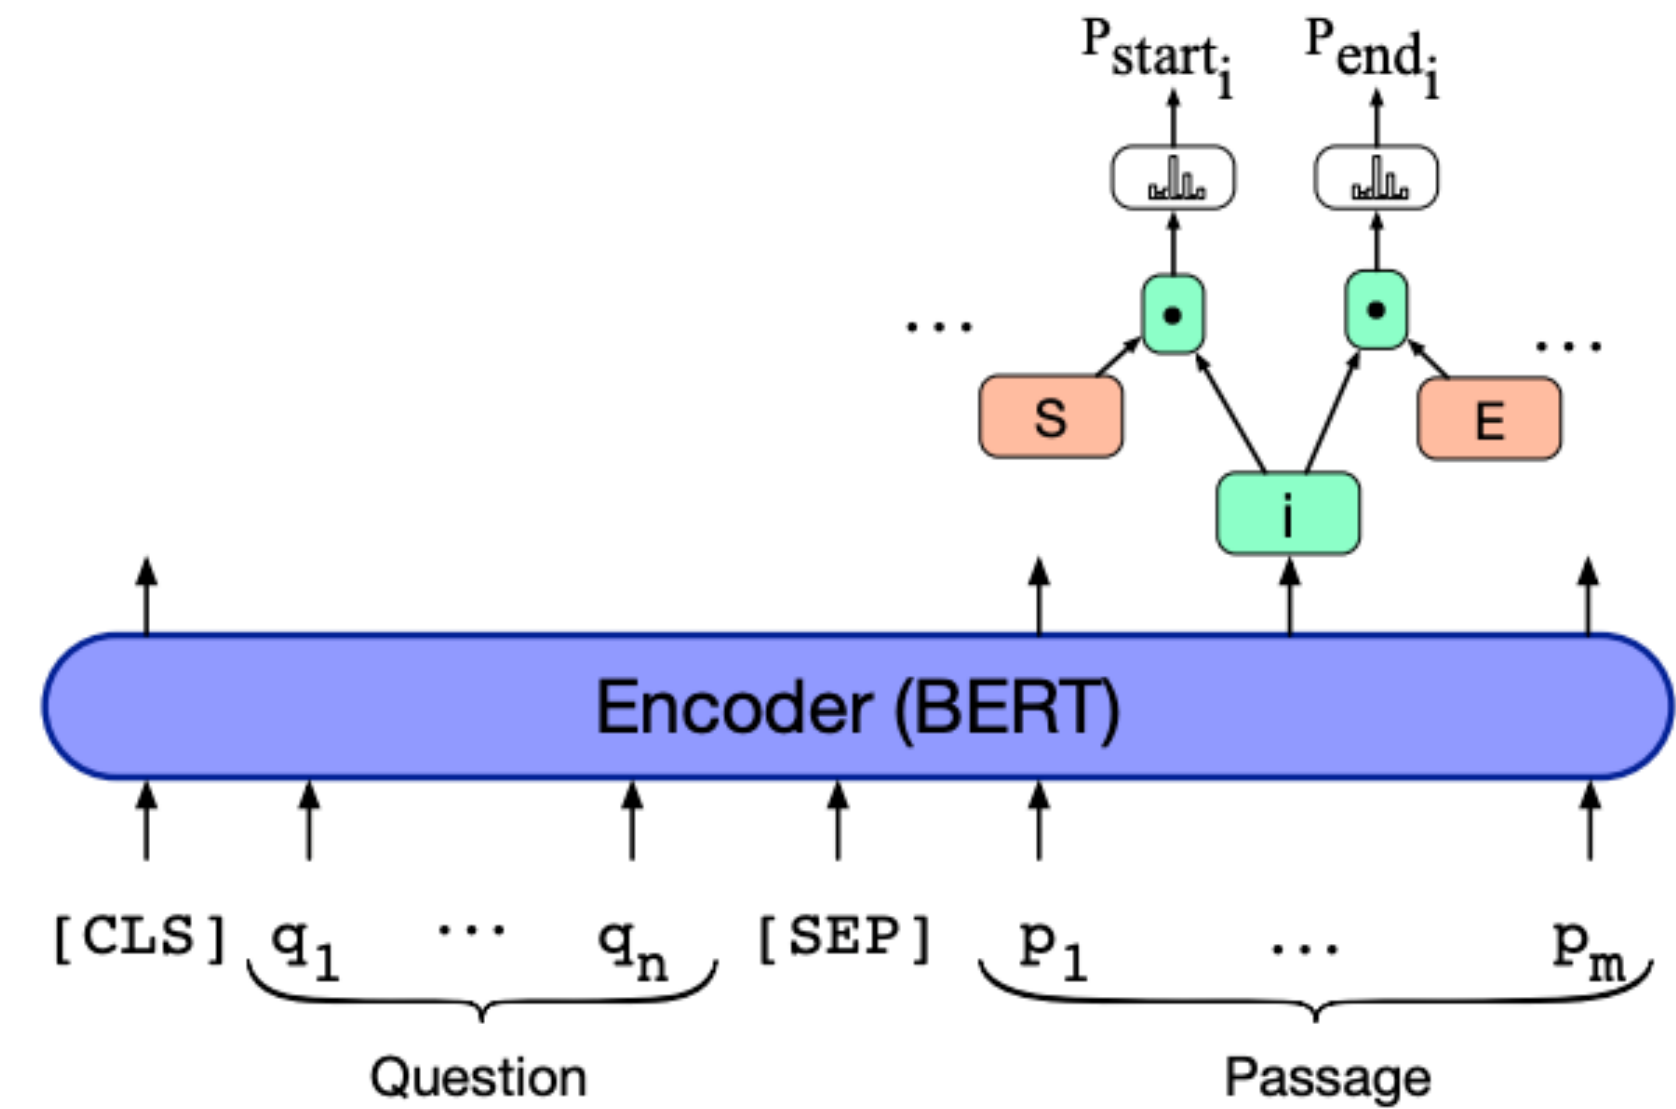 P_start_i P_end_i
...
...
S
E
i
Encoder (BERT)
[CLS] q_1 ... q_n [SEP] p_1 ... p_m
Question Passage